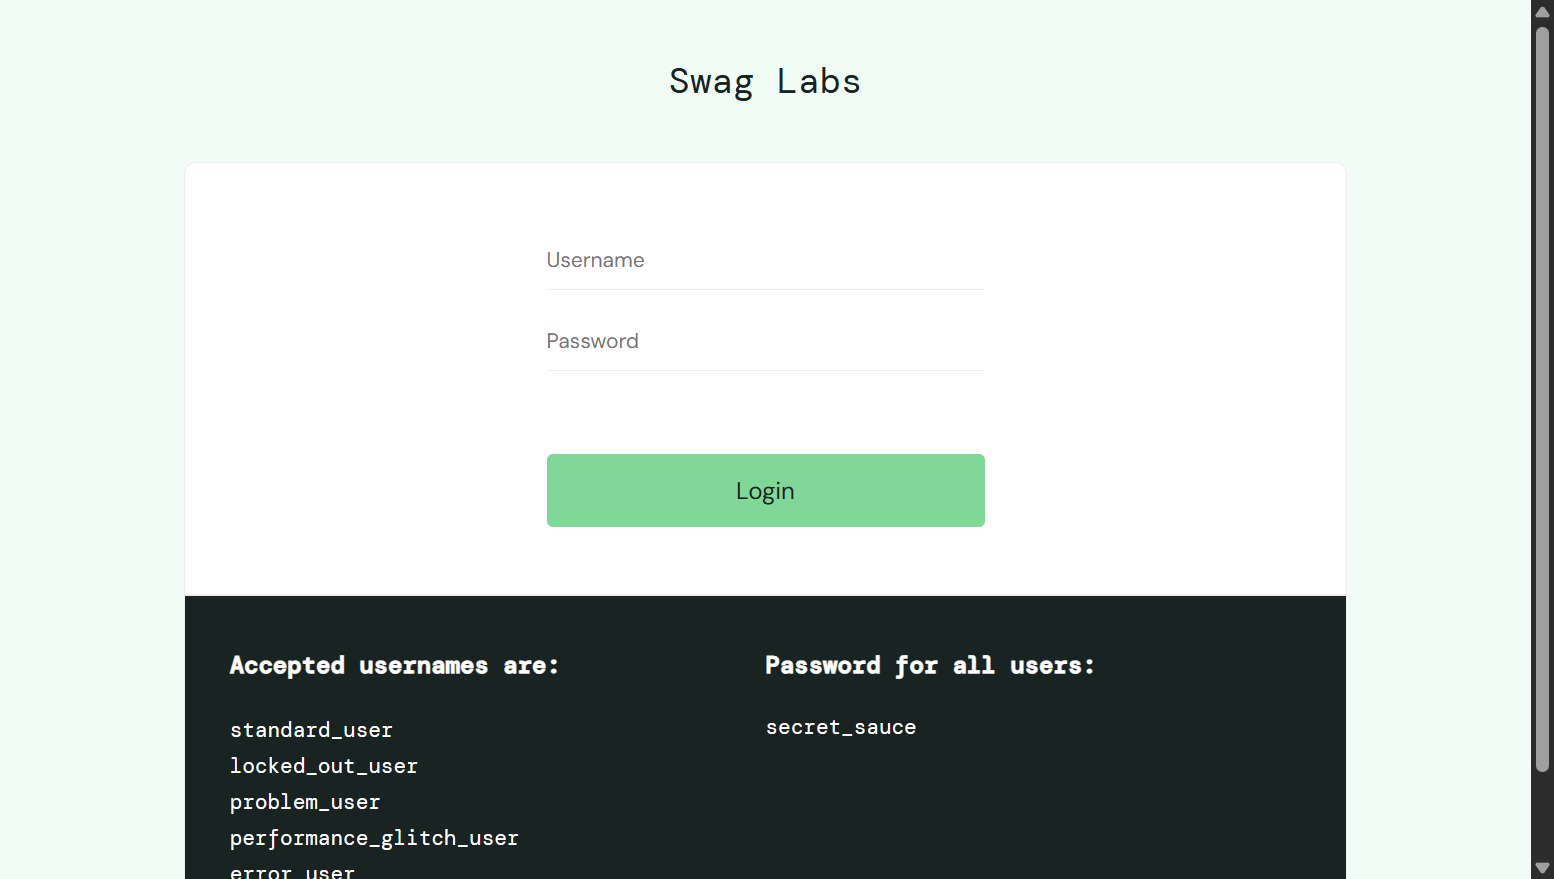 Swag Labs
Username
Password
Login
Accepted usernames are:
standard_user
locked_out_user
problem_user
performance_glitch_user
error_user
Password for all users:
secret_sauce